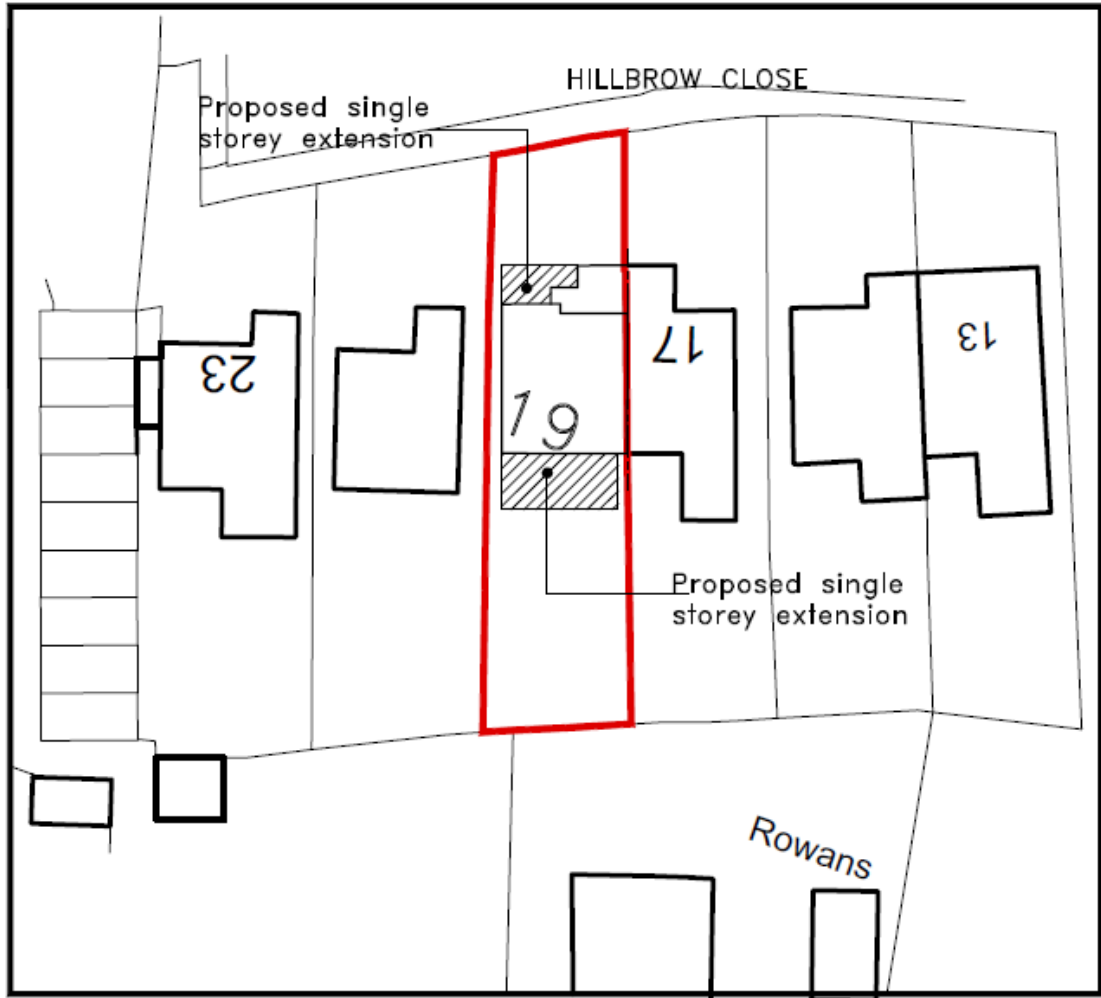 HILLBROW CLOSE
Proposed single
storey extension
23
19
17
13
Proposed single
storey extension
Rowans